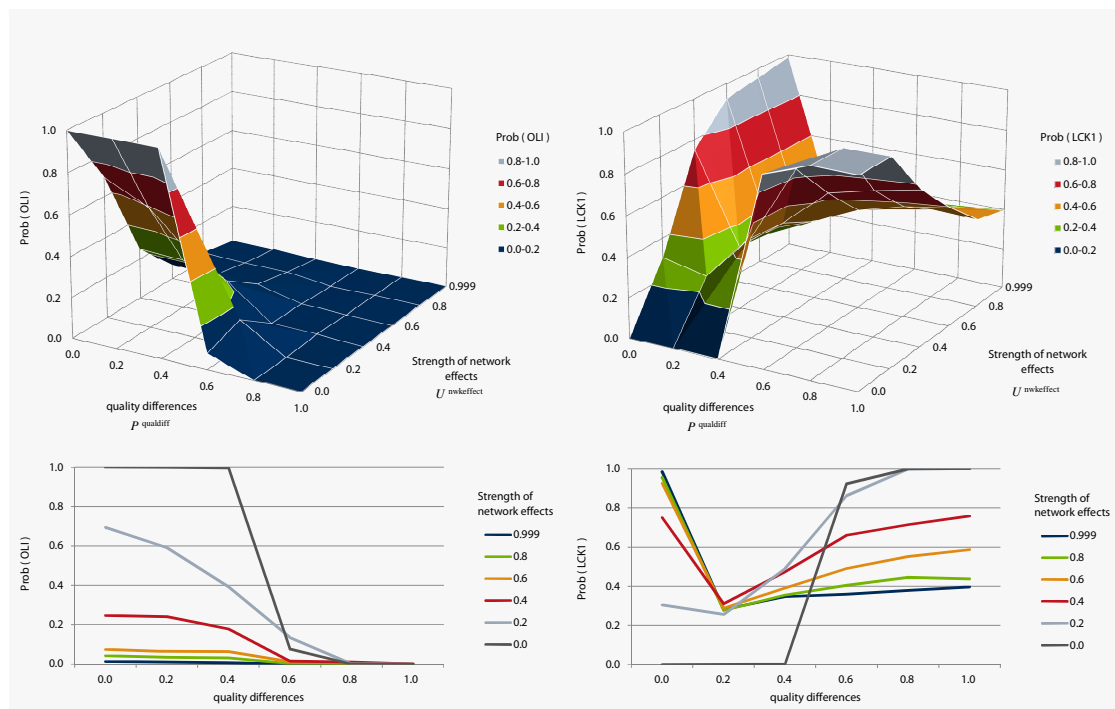 1.0
0.8
0.6
0.4
0.2
0.0
Prob ( OLI )
0.0
0.2
0.4
0.6
0.8
1.0
quality differences
P qualdiff
0.0
0.2
0.4
0.6
0.8
0.999
Strength of network
effects
U nwkeffect
Prob ( OLI )
0.8-1.0
0.6-0.8
0.4-0.6
0.2-0.4
0.0-0.2
1.0
0.8
0.6
0.4
0.2
0.0
Prob ( LCK1)
0.0
0.2
0.4
0.6
0.8
1.0
quality differences
P qualdiff
0.0
0.2
0.4
0.6
0.8
0.999
Strength of network
effects
U nwkeffect
Prob ( LCK1)
0.8-1.0
0.6-0.8
0.4-0.6
0.2-0.4
0.0-0.2
1.0
0.8
0.6
0.4
0.2
0.0
Prob ( OLI )
0.0 0.2 0.4 0.6 0.8 1.0
quality differences
Strength of
network effects
0.999
0.8
0.6
0.4
0.2
0.0
1.0
0.8
0.6
0.4
0.2
0.0
Prob ( LCK1)
0.0 0.2 0.4 0.6 0.8 1.0
quality differences
Strength of
network effects
0.999
0.8
0.6
0.4
0.2
0.0